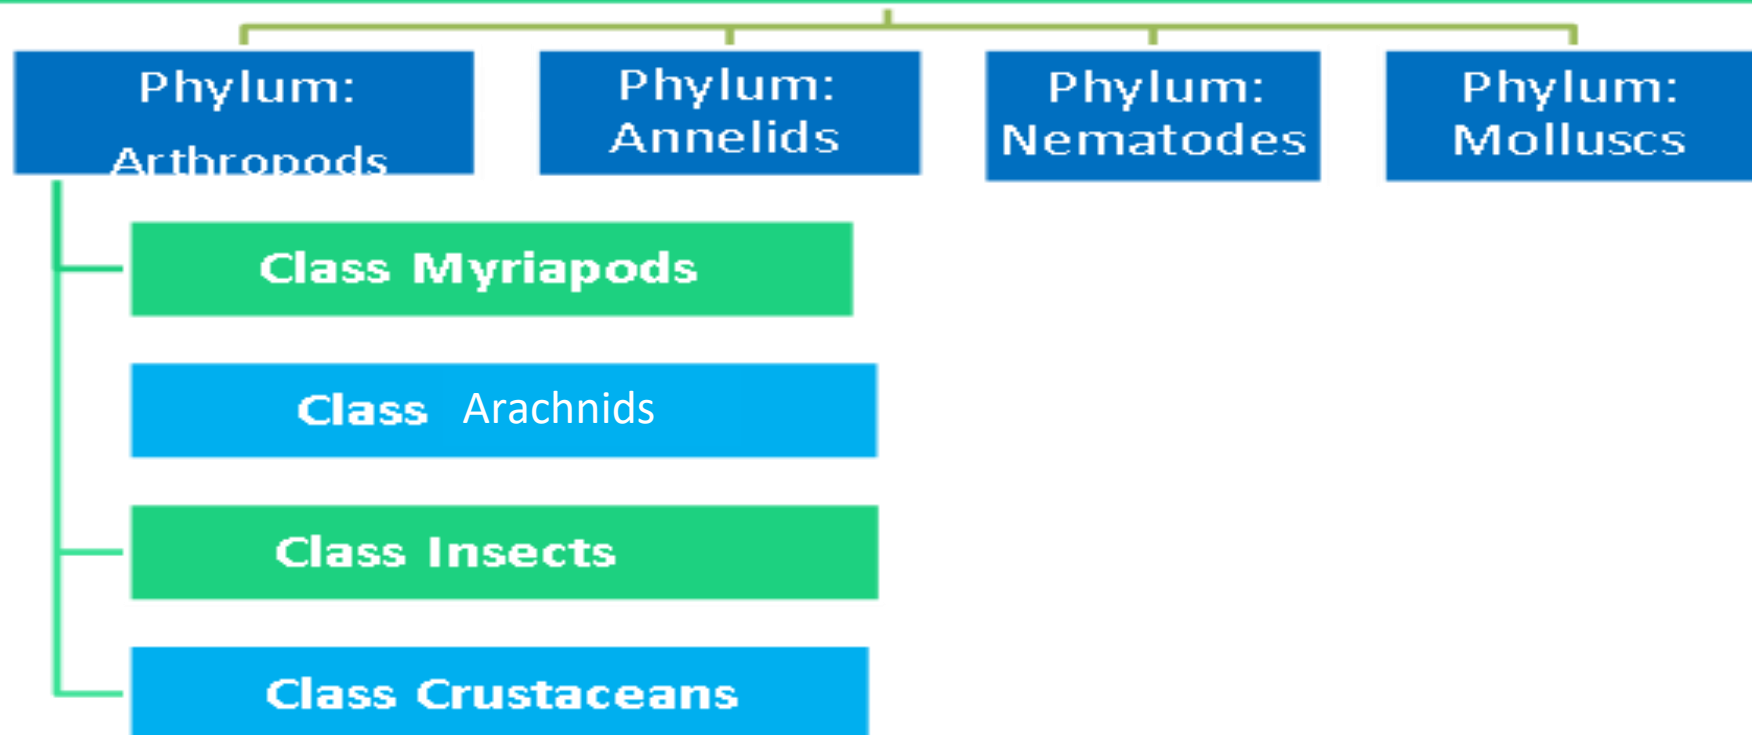 Phylum:
Arthropods
Phylum:
Annelids
Phylum:
Nematodes
Phylum:
Molluscs
Class Myriapods
Class Arachnids
Class Insects
Class Crustaceans